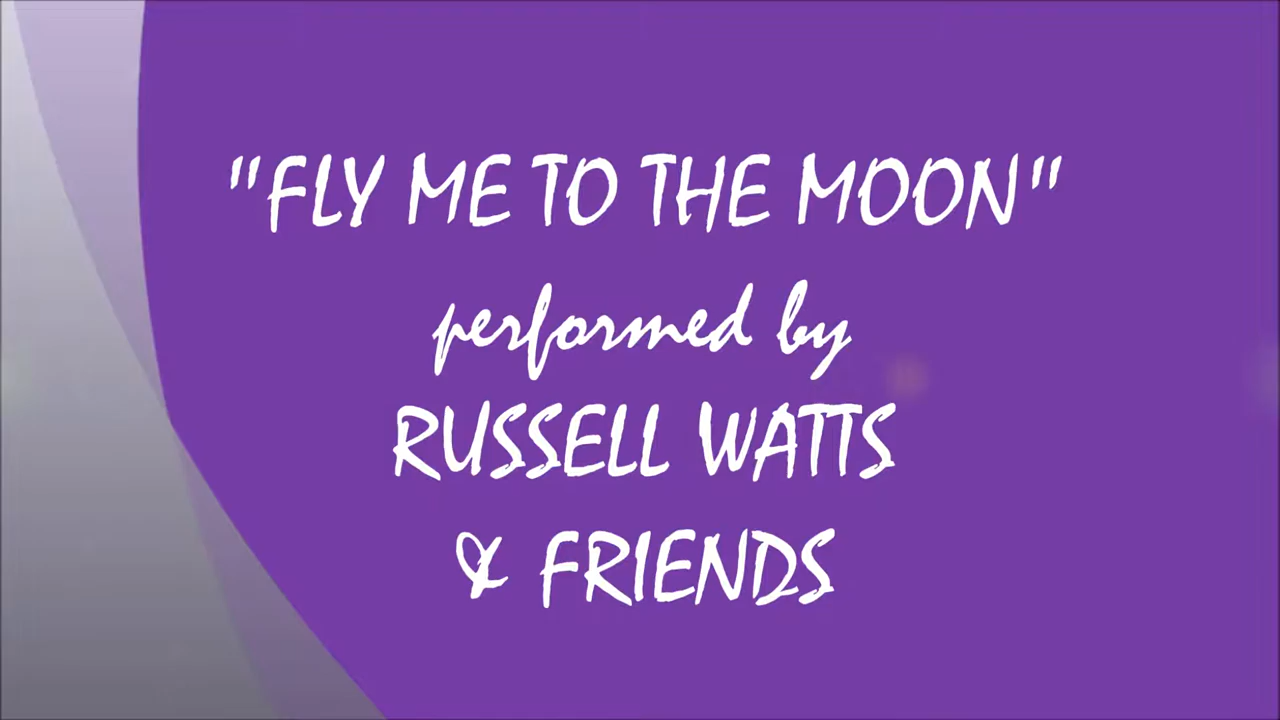 "FLY ME TO THE MOON"
performed by
RUSSELL WATTS
& FRIENDS